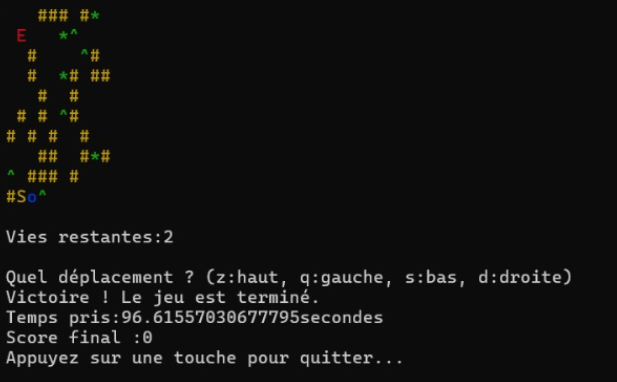 ### #*
 E   *^
  #    ^#
  #  *# ##
   #  #
 # # ^#
# # #  #
   ##  #*#
^ ### #
#So^
Vies restantes:2
Quel déplacement ? (z:haut, q:gauche, s:bas, d:droite)
Victoire ! Le jeu est terminé.
Temps pris:96.61557030677795secondes
Score final :0
Appuyez sur une touche pour quitter...